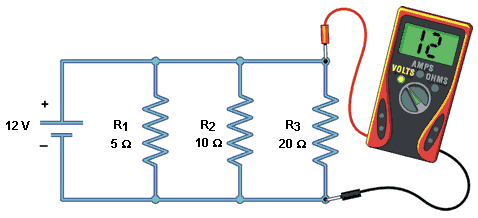 12
AMPS
VOLTS
OHMS
+
12 V
–
R1
5 Ω
R2
10 Ω
R3
20 Ω